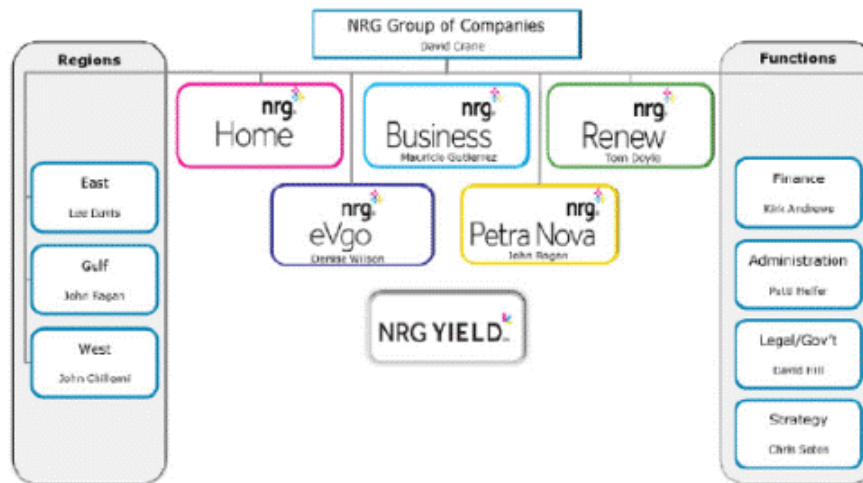 NRG Group of Companies
David Crane
Regions
East
Lee Davis
Gulf
John Ragan
West
John Chillemi
nrg
Home
nrg
Business
Mauricio Gutierrez
nrg
Renew
Tom Doyle
nrg
eVgo
Denise Wilson
nrg
Petra Nova
John Ragan
NRG YIELD
Functions
Finance
Kirk Andrews
Administration
Patti Helfer
Legal/Gov't
David Hill
Strategy
Chris Sotos